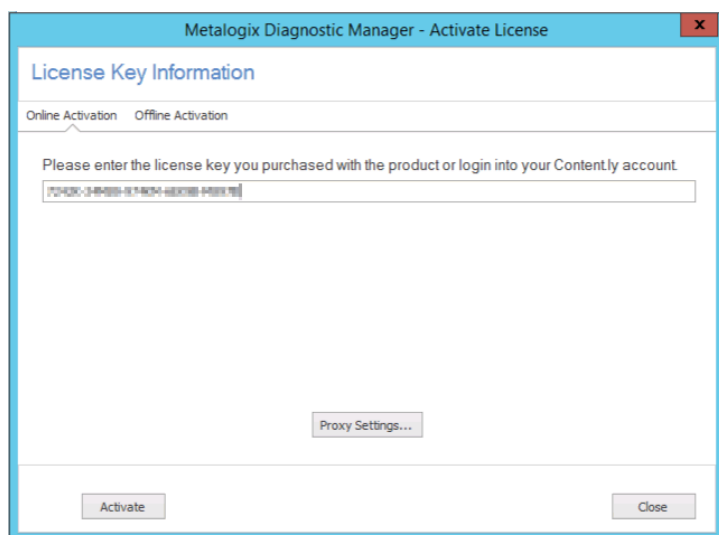 Metalogix Diagnostic Manager - Activate License
x
License Key Information
Online Activation Offline Activation
Please enter the license key you purchased with the product or login into your Content.ly account.
Proxy Settings...
Activate Close